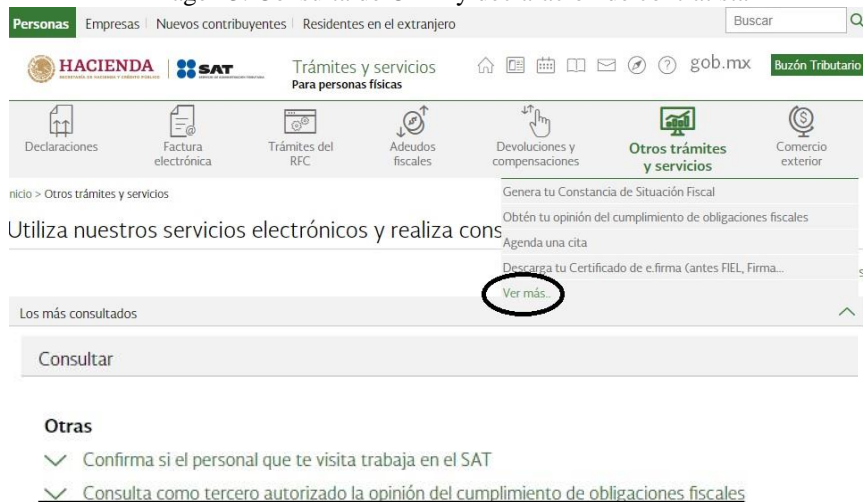 Personas Empresas Nuevos contribuyentes Residentes en el extranjero Buscar
HACIENDA SAT Trámites y servicios gob.mx Buzón Tributario
Para personas físicas
Declaraciones
Factura electrónica
Trámites del RFC
Adeudos fiscales
Devoluciones y compensaciones
Otros trámites y servicios
Comercio exterior
nicio > Otros trámites y servicios
Genera tu Constancia de Situación Fiscal
Obtén tu opinión del cumplimiento de obligaciones fiscales
Utiliza nuestros servicios electrónicos y realiza cons
Agenda una cita
Descarga tu Certificado de e.firma (antes FIEL, Firma...
Ver más..
Los más consultados
Consultar
Otras
Confirma si el personal que te visita trabaja en el SAT
Consulta como tercero autorizado la opinión del cumplimiento de obligaciones fiscales